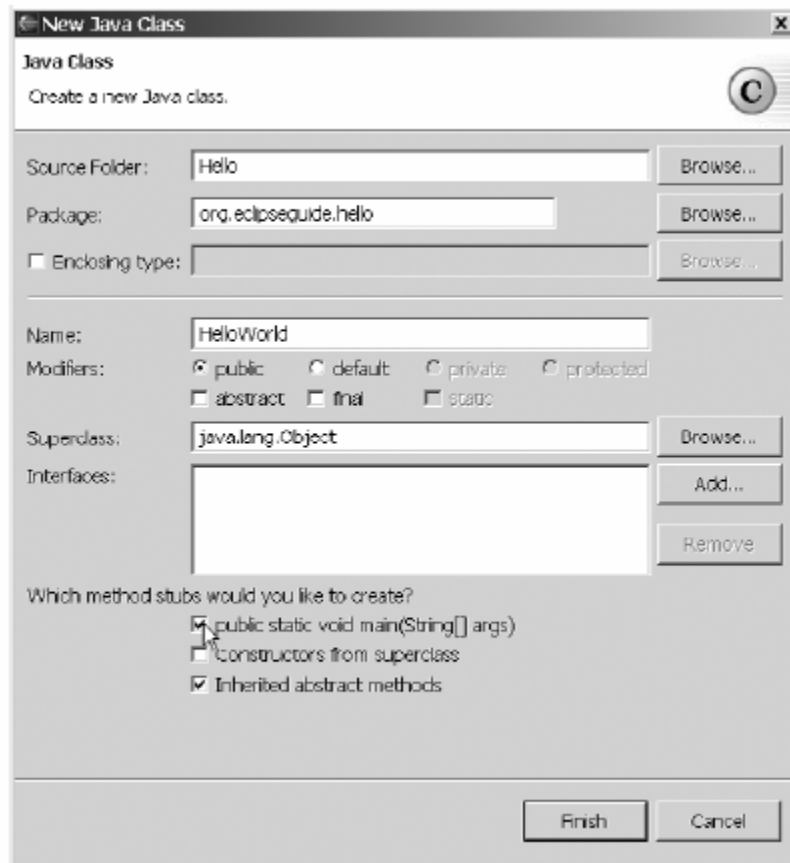 New Java Class
Java Class
Create a new Java class.
C
Source Folder: Hello Browse...
Package: org.eclipseguide.hello Browse...
Enclosing type: Browse...
Name: HelloWorld
Modifiers: public default private protected
abstract final static
Superclass: java.lang.Object Browse...
Interfaces: Add...
Remove
Which method stubs would you like to create?
public static void main(String[] args)
Constructors from superclass
Inherited abstract methods
Finish Cancel